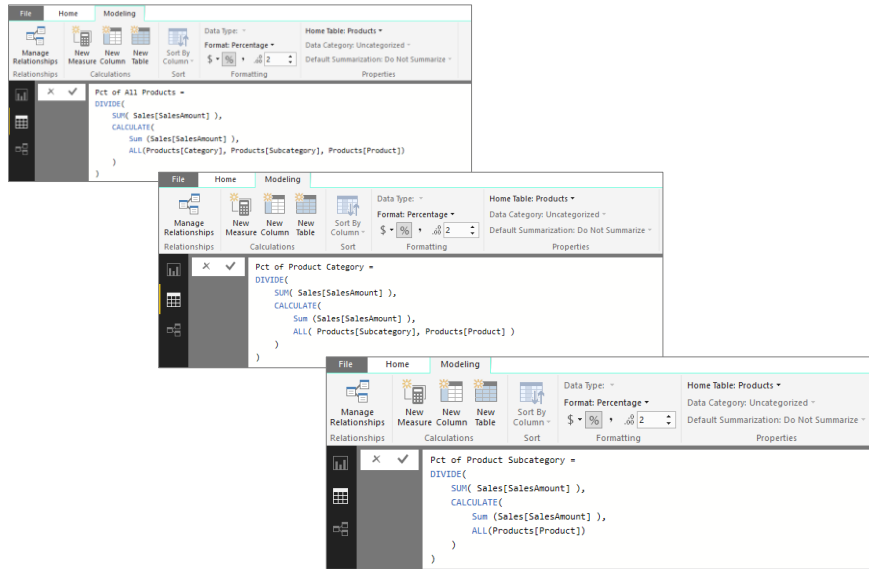 File Home Modeling
Data Type: Home Table: Products
Manage Relationships New Measure New Column New Table Sort By Column Format: Percentage Data Category: Uncategorized
$ % , .00 2 Default Summarization: Do Not Summarize
Relationships Calculations Sort Formatting Properties
Pct of All Products =
DIVIDE(
SUM( Sales[SalesAmount] ),
CALCULATE(
Sum (Sales[SalesAmount] ),
ALL(Products[Category], Products[Subcategory], Products[Product])
)
)
File Home Modeling
Data Type: Home Table: Products
Manage Relationships New Measure New Column New Table Sort By Column Format: Percentage Data Category: Uncategorized
$ % , .00 2 Default Summarization: Do Not Summarize
Relationships Calculations Sort Formatting Properties
Pct of Product Category =
DIVIDE(
SUM( Sales[SalesAmount] ),
CALCULATE(
Sum (Sales[SalesAmount] ),
ALL( Products[Subcategory], Products[Product] )
)
)
File Home Modeling
Data Type: Home Table: Products
Manage Relationships New Measure New Column New Table Sort By Column Format: Percentage Data Category: Uncategorized
$ % , .00 2 Default Summarization: Do Not Summarize
Relationships Calculations Sort Formatting Properties
Pct of Product Subcategory =
DIVIDE(
SUM( Sales[SalesAmount] ),
CALCULATE(
Sum (Sales[SalesAmount] ),
ALL(Products[Product])
)
)